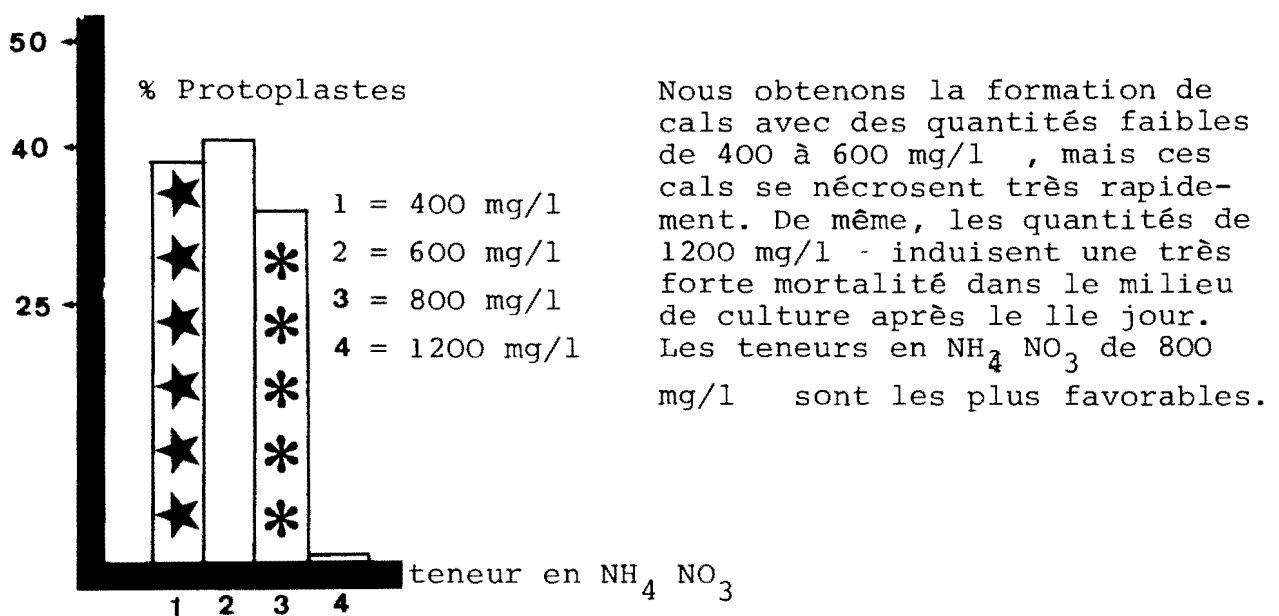 50
% Protoplastes
40
25
1 = 400 mg/l
2 = 600 mg/l
3 = 800 mg/l
4 = 1200 mg/l
1 2 3 4
teneur en NH4 NO3
Nous obtenons la formation de
cals avec des quantités faibles
de 400 à 600 mg/l , mais ces
cals se nécrosent très rapide-
ment. De même, les quantités de
1200 mg/l - induisent une très
forte mortalité dans le milieu
de culture après le 11e jour.
Les teneurs en NH4 NO3 de 800
mg/l sont les plus favorables.